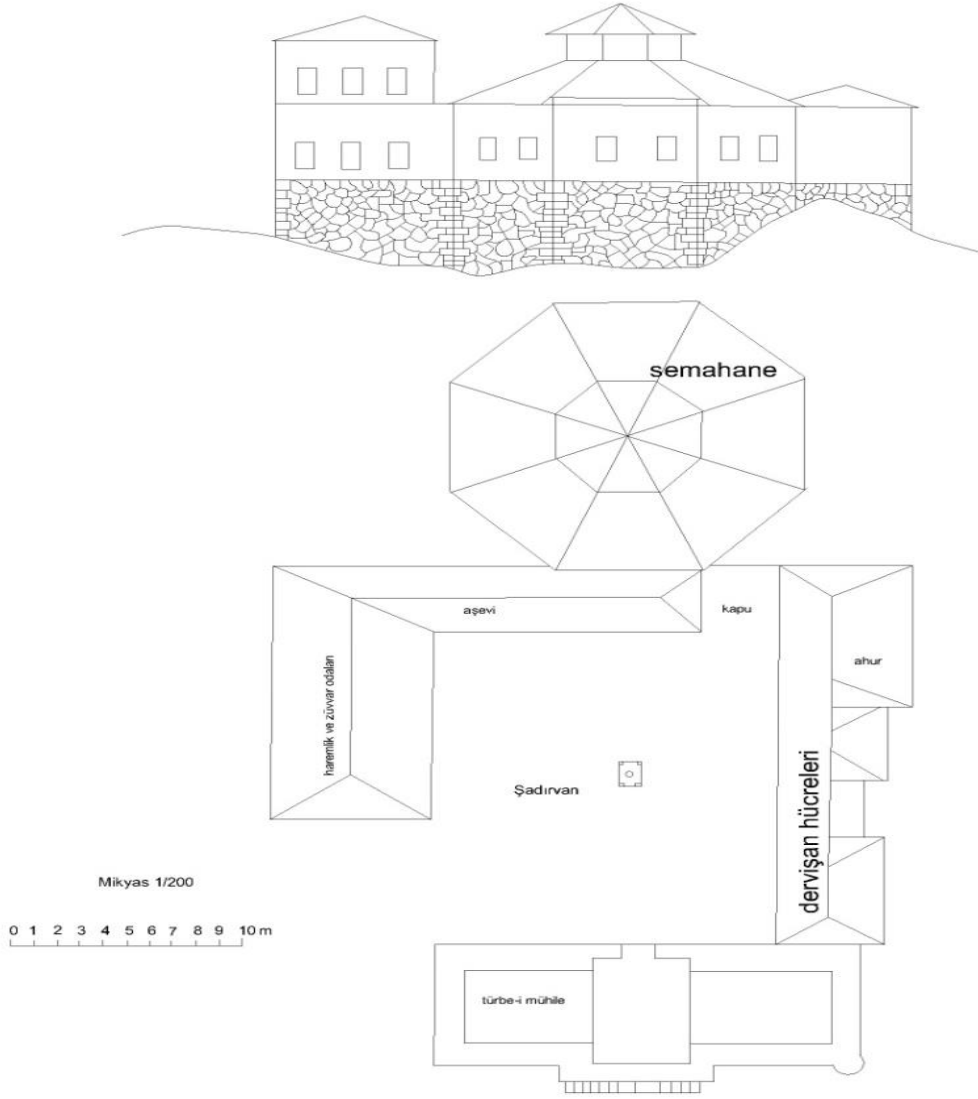 semahane
aşevi
kapu
ahur
haremlik ve züvvar odaları
Şadırvan
dervişan hücreleri
Mikyas 1/200
0 1 2 3 4 5 6 7 8 9 10 m
türbe-i mühile